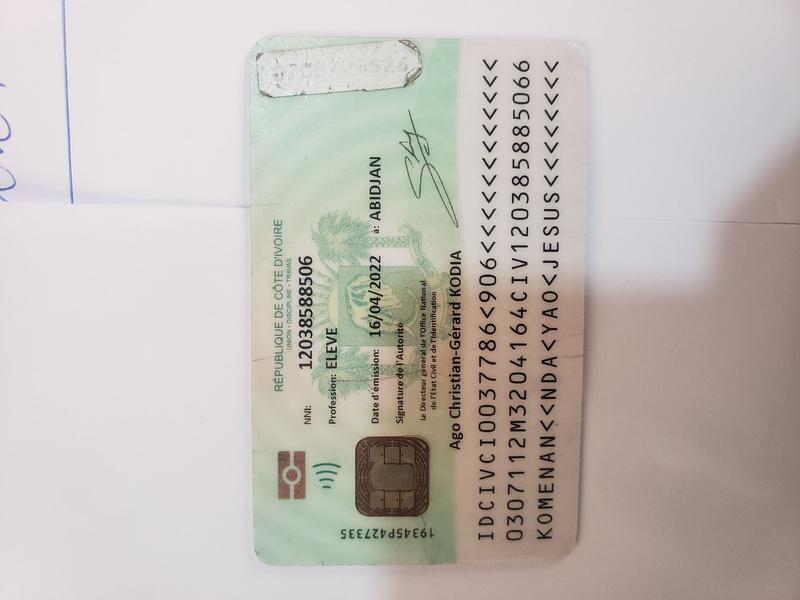 RÉPUBLIQUE DE CÔTE D'IVOIRE
UNION - DISCIPLINE - TRAVAIL
NNI: 12038588506
Profession: ELEVE
Date d'émission: 16/04/2022 à: ABIDJAN
Signature de l'Autorité
Le Directeur général de l'Office National
de l'Etat Civil et de l'Identification
Ago Christian-Gérard KODIA
19345P427335
IDCIVCI0037786<906<<<<<<<<<<<<
0307112M3204164CIV120385885066
KOMENAN<<NDA<YAO<JESUS<<<<<<<<